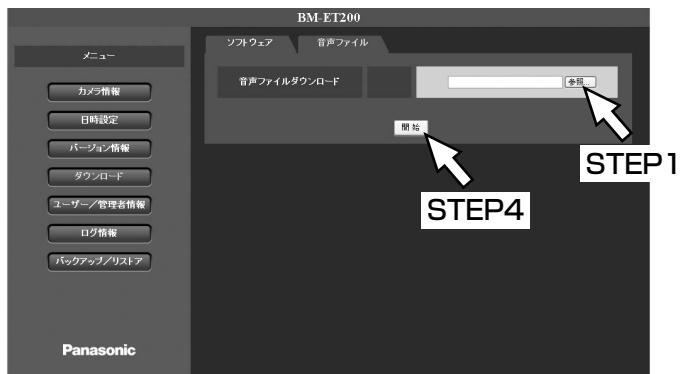 BM-ET200
メニュー
カメラ情報
日時設定
バージョン情報
ダウンロード
ユーザー／管理者情報
ログ情報
バックアップ／リストア
Panasonic
ソフトウェア
音声ファイル
音声ファイルダウンロード
参照...
開始
STEP1
STEP4